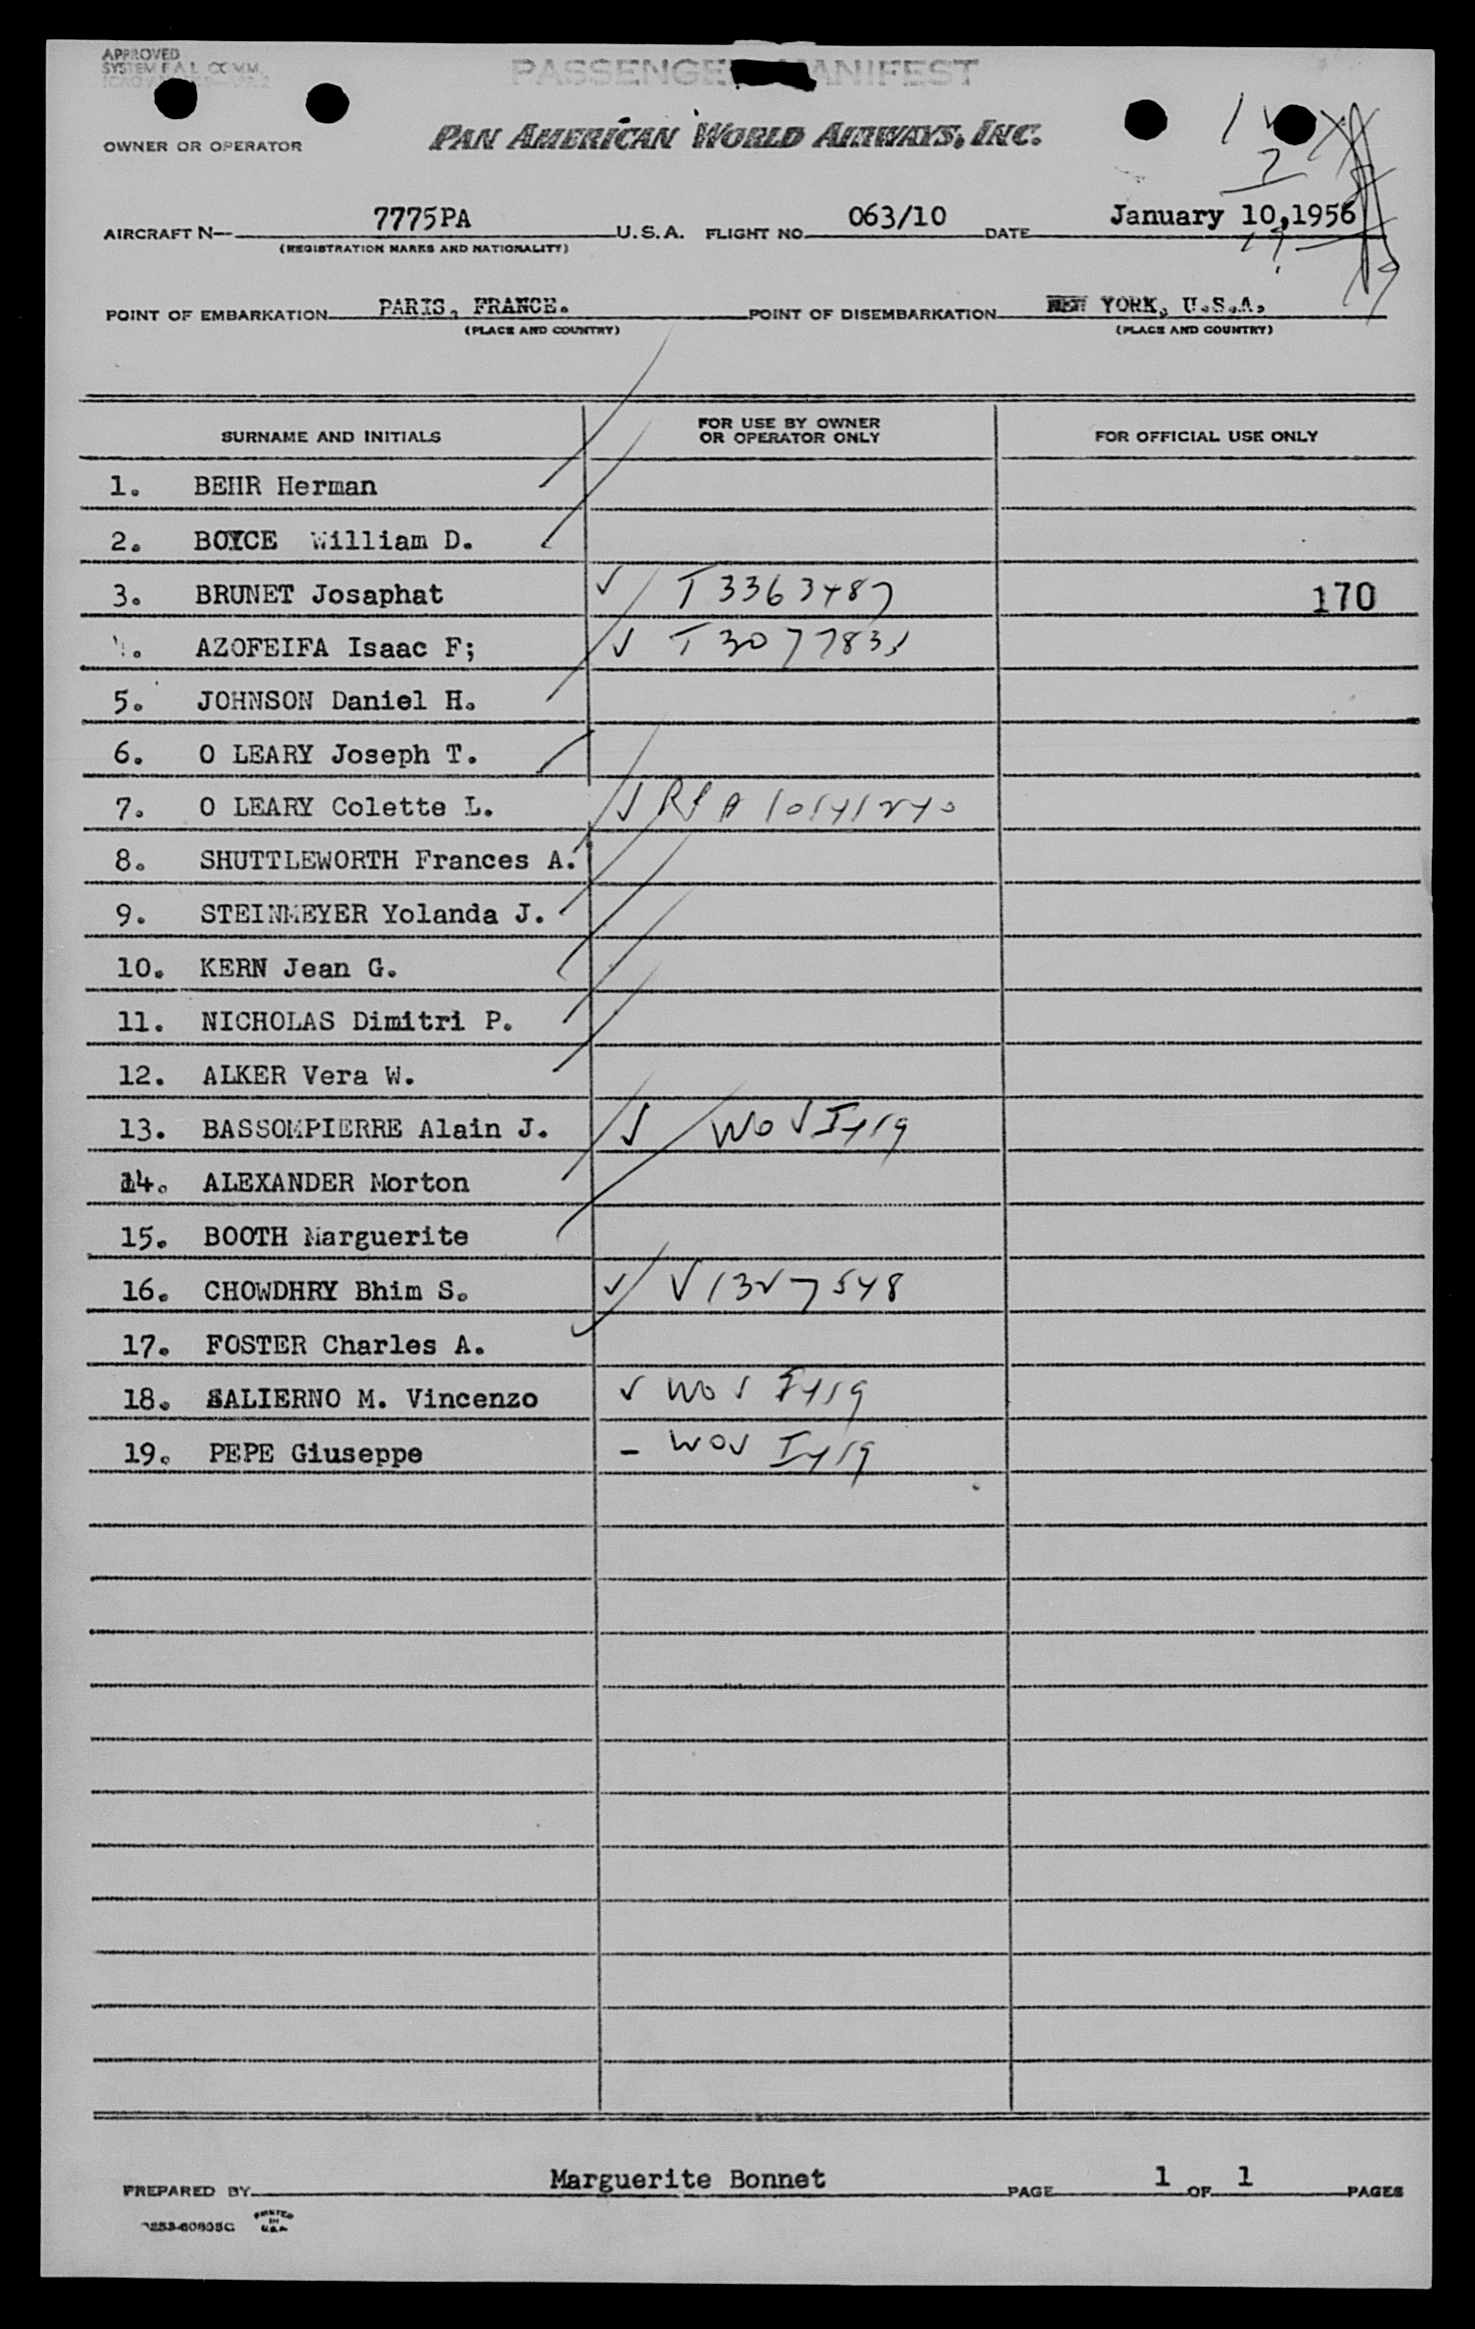 APPROVED
SYSTEM F A L COMM.
PASSENGER MANIFEST
OWNER OR OPERATOR
PAN AMERICAN WORLD AIRWAYS, INC.
AIRCRAFT N— 7775PA U.S.A. FLIGHT NO. 063/10 DATE January 10,1956
(REGISTRATION MARKS AND NATIONALITY)
POINT OF EMBARKATION PARIS, FRANCE. POINT OF DISEMBARKATION NEW YORK, U.S.A.
(PLACE AND COUNTRY) (PLACE AND COUNTRY)
SURNAME AND INITIALS FOR USE BY OWNER OR OPERATOR ONLY FOR OFFICIAL USE ONLY
1. BEHR Herman
2. BOYCE William D.
3. BRUNET Josaphat ✓ T 3363487 170
4. AZOFEIFA Isaac F; ✓
5. JOHNSON Daniel H.
6. O LEARY Joseph T.
7. O LEARY Colette L. ✓
8. SHUTTLEWORTH Frances A.
9. STEINMEYER Yolanda J.
10. KERN Jean G.
11. NICHOLAS Dimitri P.
12. ALKER Vera W.
13. BASSOMPIERRE Alain J. ✓
14. ALEXANDER Morton
15. BOOTH Marguerite
16. CHOWDHRY Bhim S. ✓ V1327548
17. FOSTER Charles A.
18. SALIERNO M. Vincenzo ✓
19. PEPE Giuseppe –
PREPARED BY Marguerite Bonnet PAGE 1 OF 1 PAGES
PRINTED IN U.S.A.